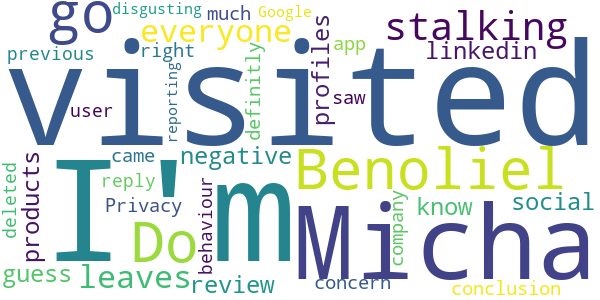 go disgusting much Google
everyone stalking
previous right definitly profiles app linkedin
visited
user reporting saw
I'm came negative Benoliel
deleted products reply Privacy behaviour Do Micha company know social
guess leaves review concern conclusion